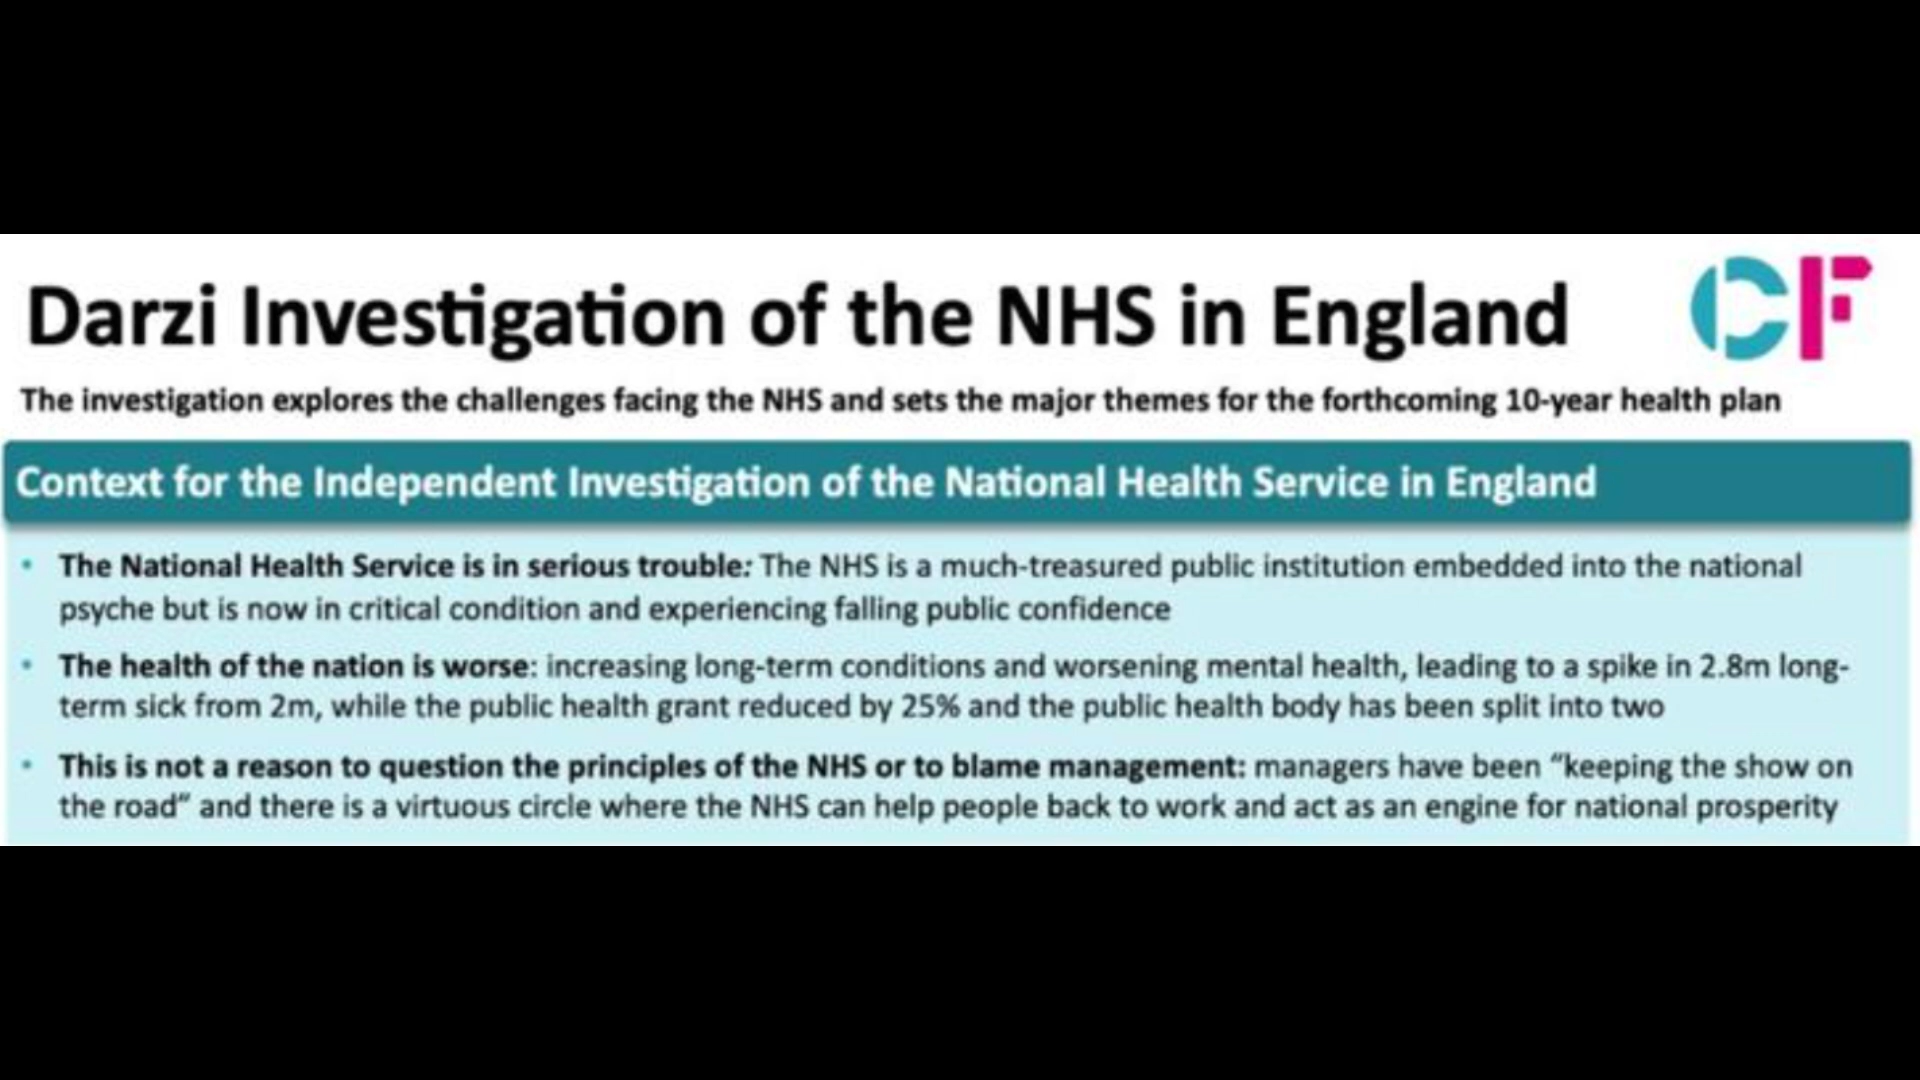 Darzi Investigation of the NHS in England
CF
The investigation explores the challenges facing the NHS and sets the major themes for the forthcoming 10-year health plan
Context for the Independent Investigation of the National Health Service in England
• The National Health Service is in serious trouble: The NHS is a much-treasured public institution embedded into the national
psyche but is now in critical condition and experiencing falling public confidence
• The health of the nation is worse: increasing long-term conditions and worsening mental health, leading to a spike in 2.8m long-
term sick from 2m, while the public health grant reduced by 25% and the public health body has been split into two
• This is not a reason to question the principles of the NHS or to blame management: managers have been “keeping the show on
the road” and there is a virtuous circle where the NHS can help people back to work and act as an engine for national prosperity